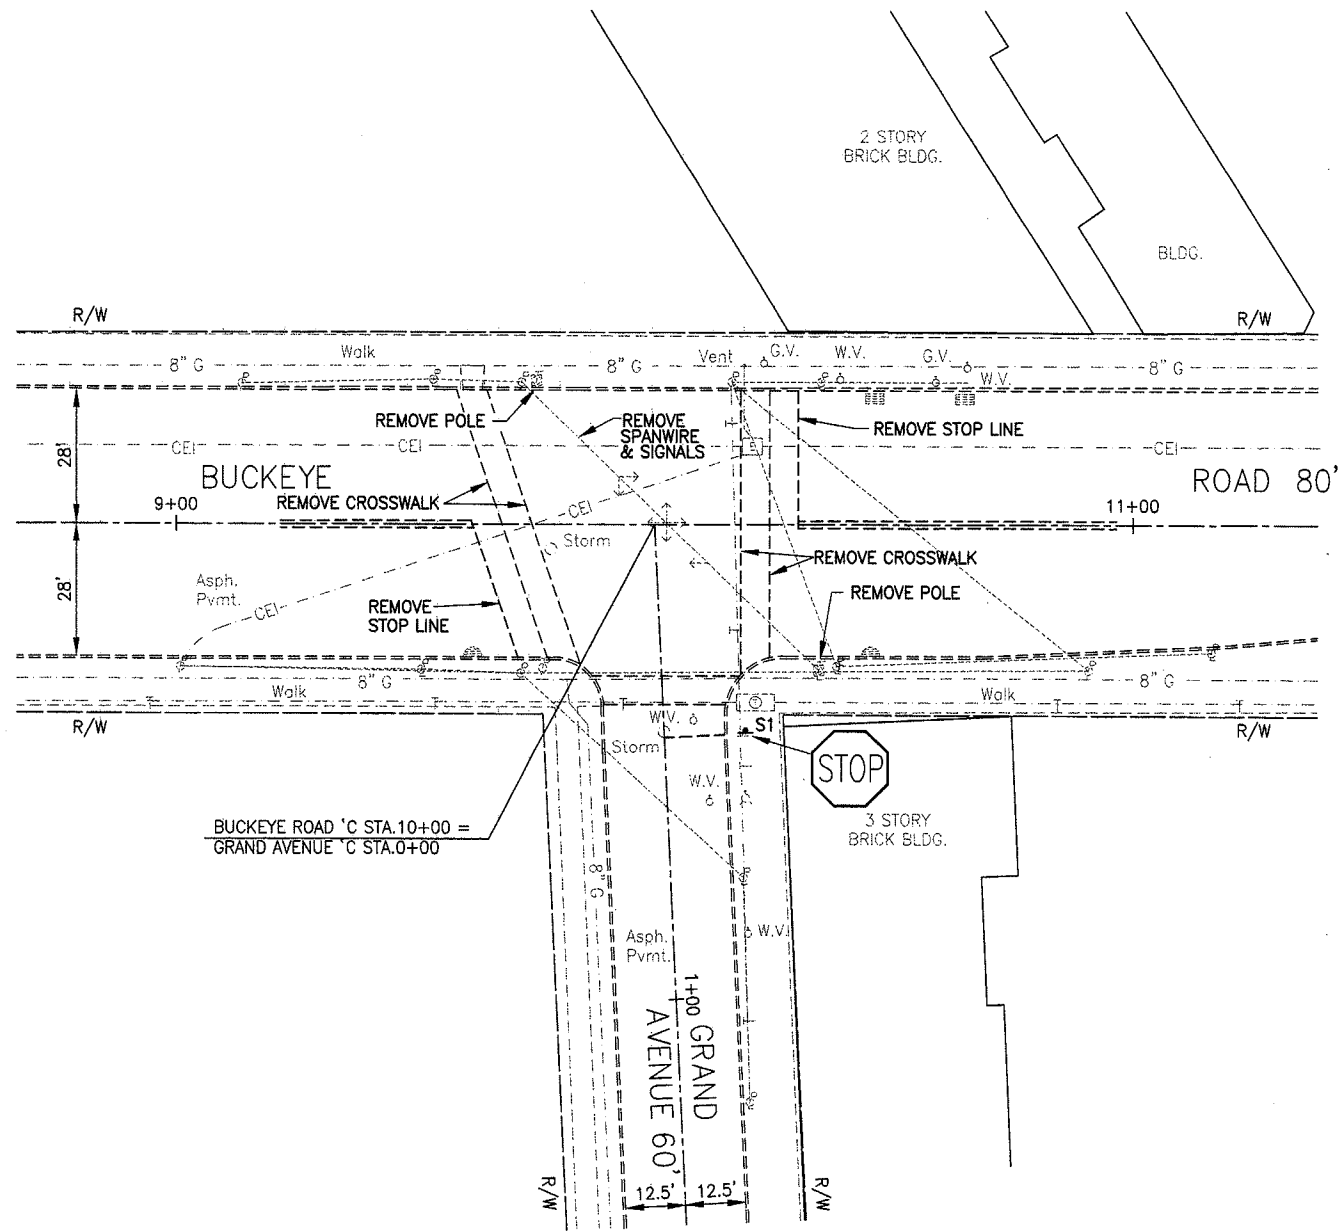 2 STORY
BRICK BLDG.
BLDG.
R/W
R/W
Walk
8" G
8" G
Vent
G.V.
W.V.
G.V.
W.V.
8" G
REMOVE POLE
REMOVE
SPANWIRE
& SIGNALS
REMOVE STOP LINE
28'
CEI
CEI
CEI
BUCKEYE
ROAD 80'
9+00
REMOVE CROSSWALK
11+00
CEI
Storm
REMOVE CROSSWALK
28'
Asph.
Pvmt.
CEI
REMOVE
STOP LINE
REMOVE POLE
Walk
8" G
8" G
Walk
R/W
R/W
W.V.
S1
Storm
STOP
W.V.
3 STORY
BRICK BLDG.
BUCKEYE ROAD 'C STA.10+00 =
GRAND AVENUE 'C STA.0+00
8" G
W.V.
Asph.
Pvmt.
1+00
GRAND
AVENUE 60'
R/W
12.5'
12.5'
R/W